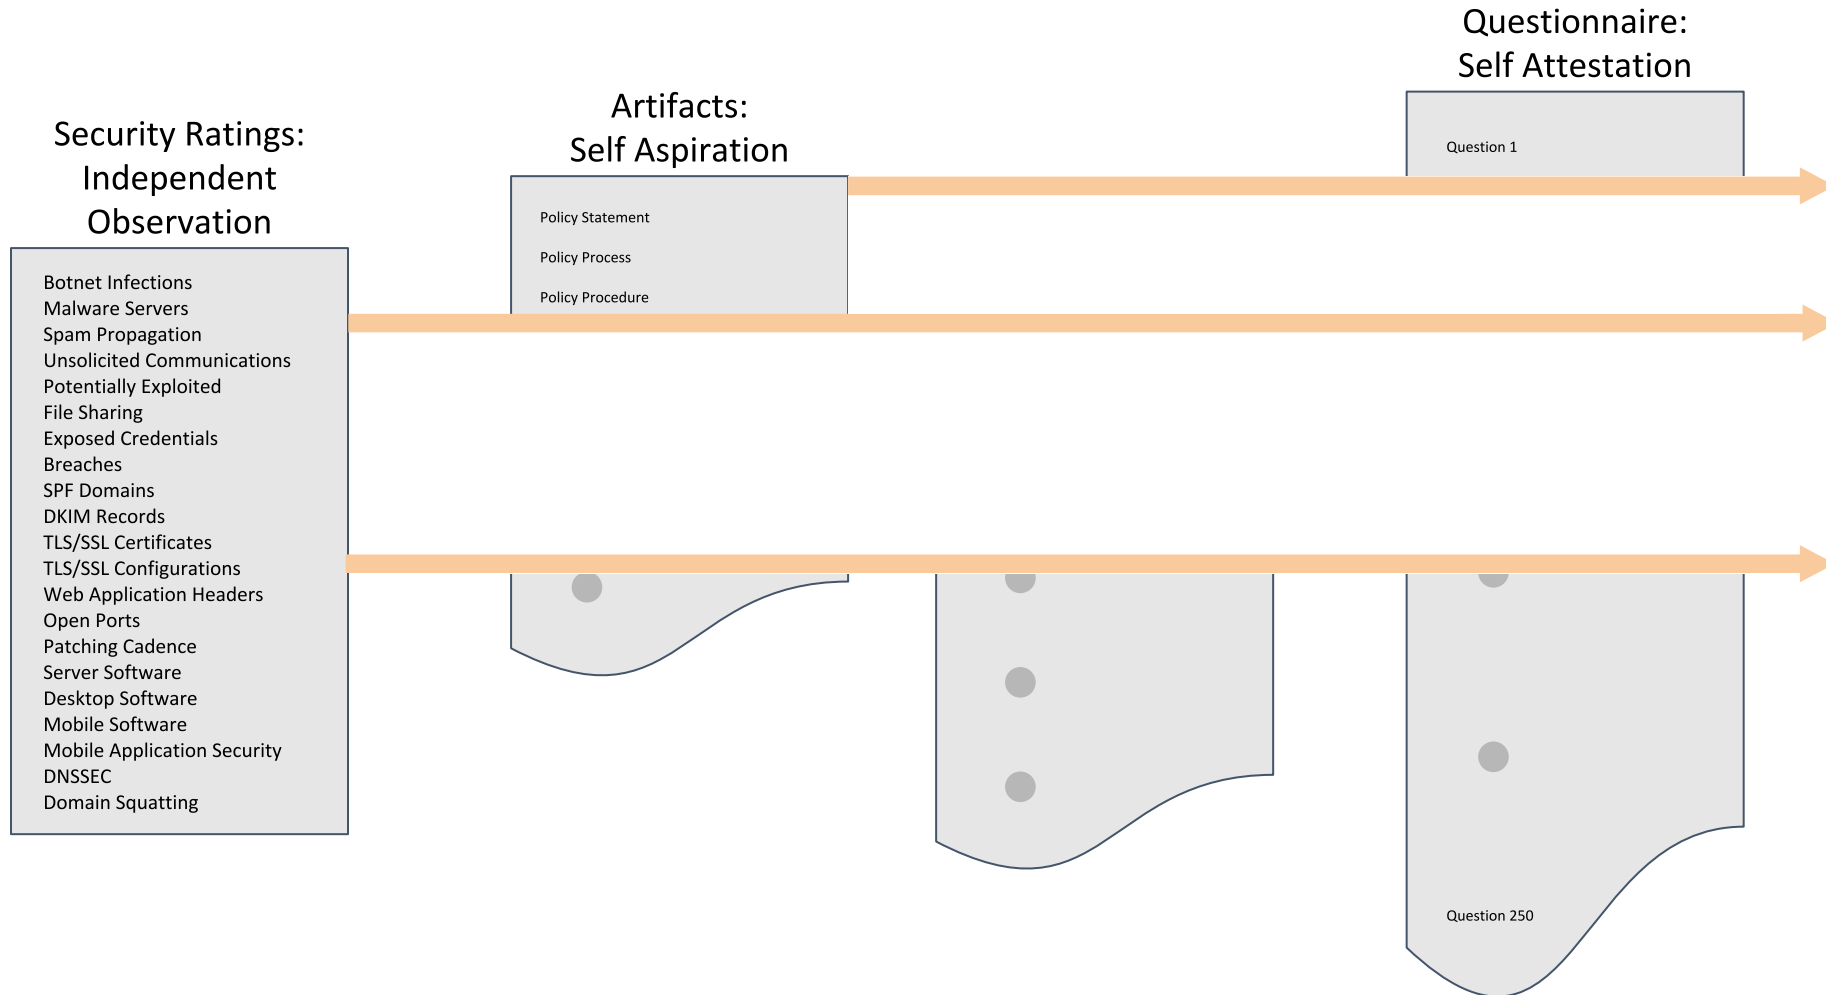 Security Ratings:
Independent
Observation
Botnet Infections
Malware Servers
Spam Propagation
Unsolicited Communications
Potentially Exploited
File Sharing
Exposed Credentials
Breaches
SPF Domains
DKIM Records
TLS/SSL Certificates
TLS/SSL Configurations
Web Application Headers
Open Ports
Patching Cadence
Server Software
Desktop Software
Mobile Software
Mobile Application Security
DNSSEC
Domain Squatting
Artifacts:
Self Aspiration
Policy Statement
Policy Process
Policy Procedure
Questionnaire:
Self Attestation
Question 1
Question 250